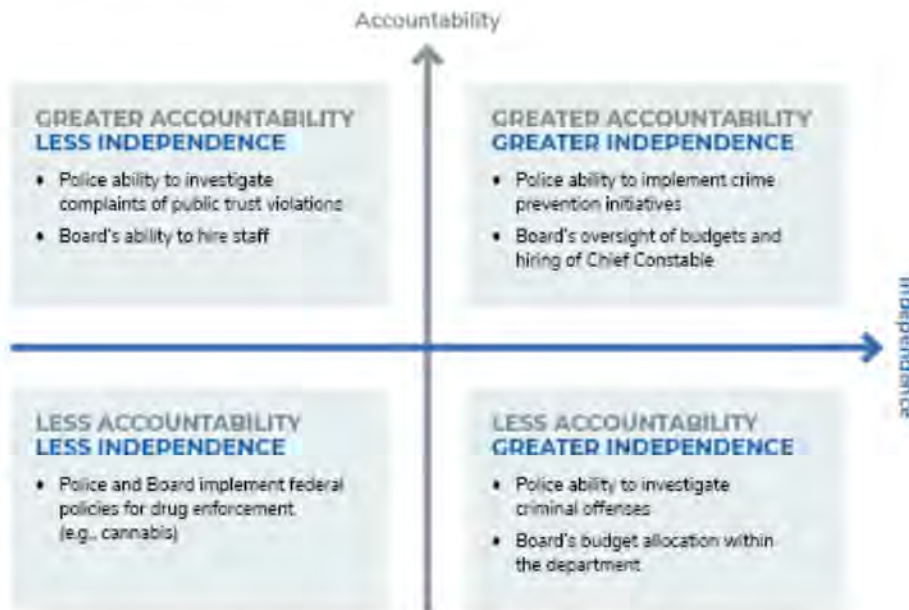 Accountability
GREATER ACCOUNTABILITY
LESS INDEPENDENCE
• Police ability to investigate
complaints of public trust violations
• Board's ability to hire staff
GREATER ACCOUNTABILITY
GREATER INDEPENDENCE
• Police ability to implement crime
prevention initiatives
• Board's oversight of budgets and
hiring of Chief Constable
Independence
LESS ACCOUNTABILITY
LESS INDEPENDENCE
• Police and Board implement federal
policies for drug enforcement
(e.g., cannabis)
LESS ACCOUNTABILITY
GREATER INDEPENDENCE
• Police ability to investigate
criminal offenses
• Board's budget allocation within
the department